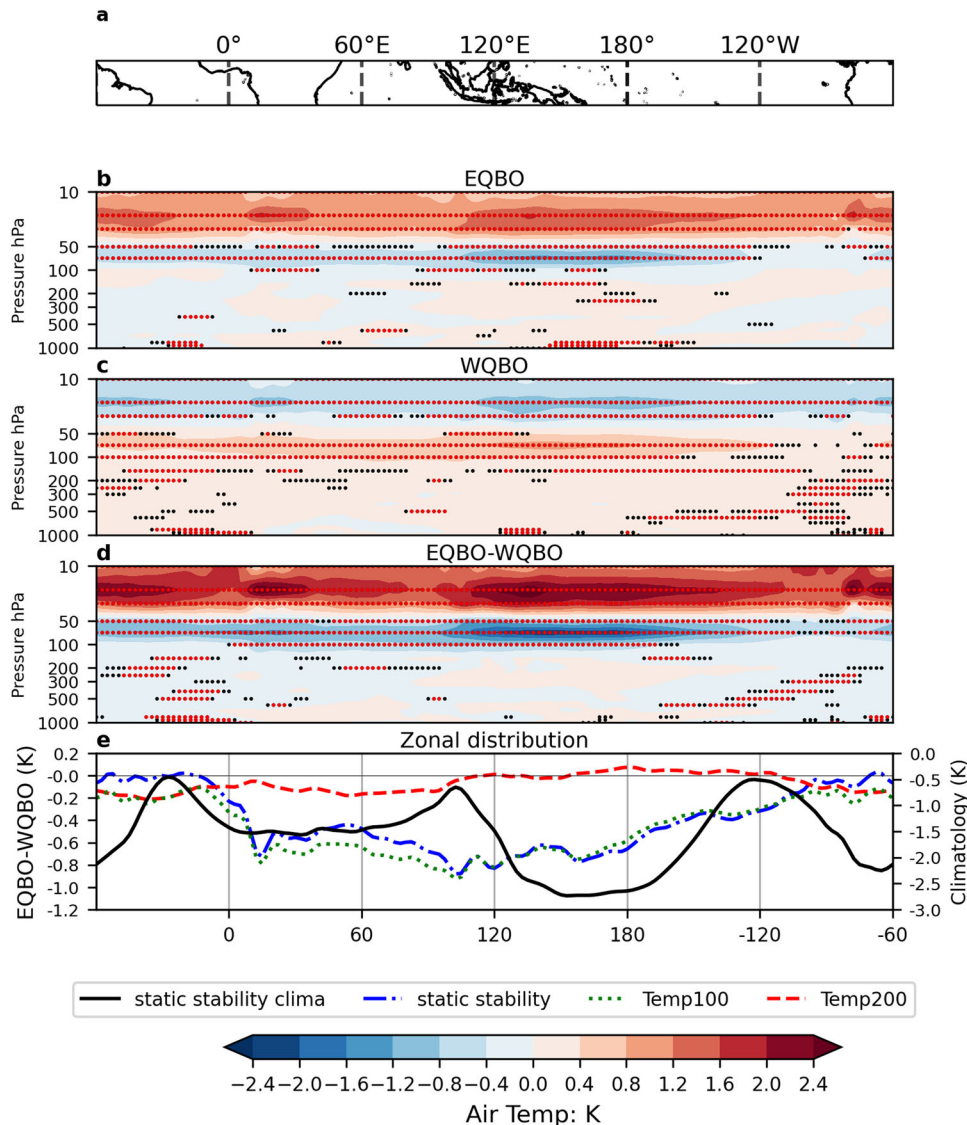 a
0° 60°E 120°E 180° 120°W
b
EQBO
10
50
100
200
300
500
1000
Pressure hPa
c
WQBO
10
50
100
200
300
500
1000
Pressure hPa
d
EQBO-WQBO
10
50
100
200
300
500
1000
Pressure hPa
e
Zonal distribution
0.2
-0.0
-0.2
-0.4
-0.6
-0.8
-1.0
-1.2
EQBO-WQBO (K)
0.0
-0.5
-1.0
-1.5
-2.0
-2.5
-3.0
Climatology (K)
0 60 120 180 -120 -60
static stability clima static stability Temp100 Temp200
−2.4 −2.0 −1.6 −1.2 −0.8 −0.4 0.0 0.4 0.8 1.2 1.6 2.0 2.4
Air Temp: K